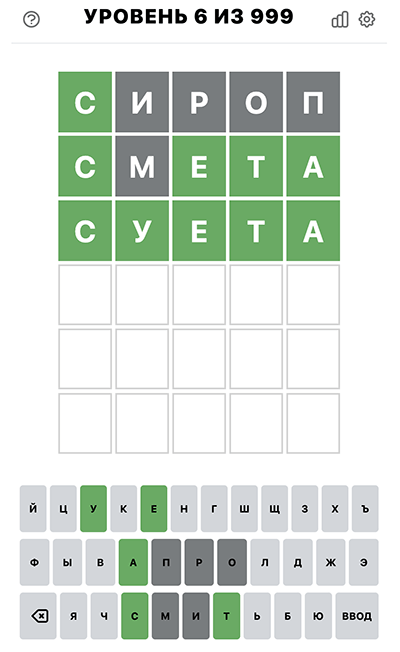 УРОВЕНЬ 6 ИЗ 999
С И Р О П
С М Е Т А
С У Е Т А
Й Ц У К Е Н Г Ш Щ З Х Ъ
Ф Ы В А П Р О Л Д Ж Э
Я Ч С М И Т Ь Б Ю ВВОД